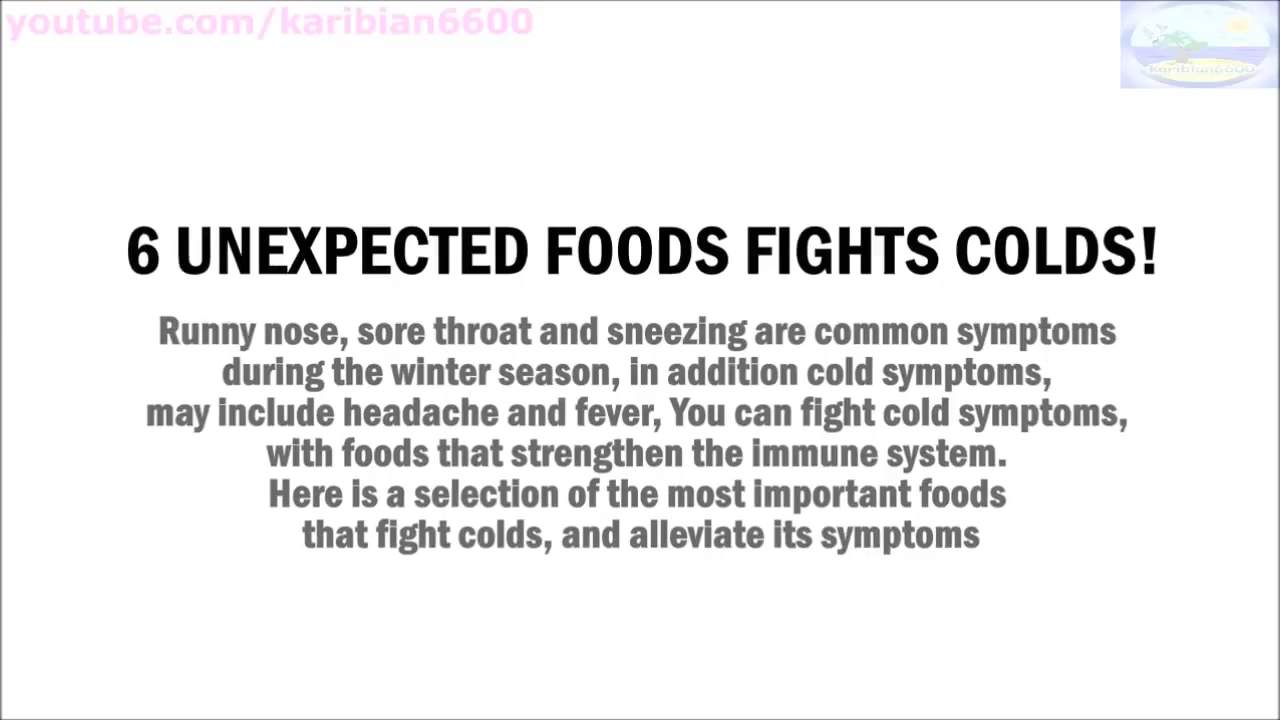 youtube.com/karibian6600
karibian6600
6 UNEXPECTED FOODS FIGHTS COLDS!
Runny nose, sore throat and sneezing are common symptoms
during the winter season, in addition cold symptoms,
may include headache and fever, You can fight cold symptoms,
with foods that strengthen the immune system.
Here is a selection of the most important foods
that fight colds, and alleviate its symptoms